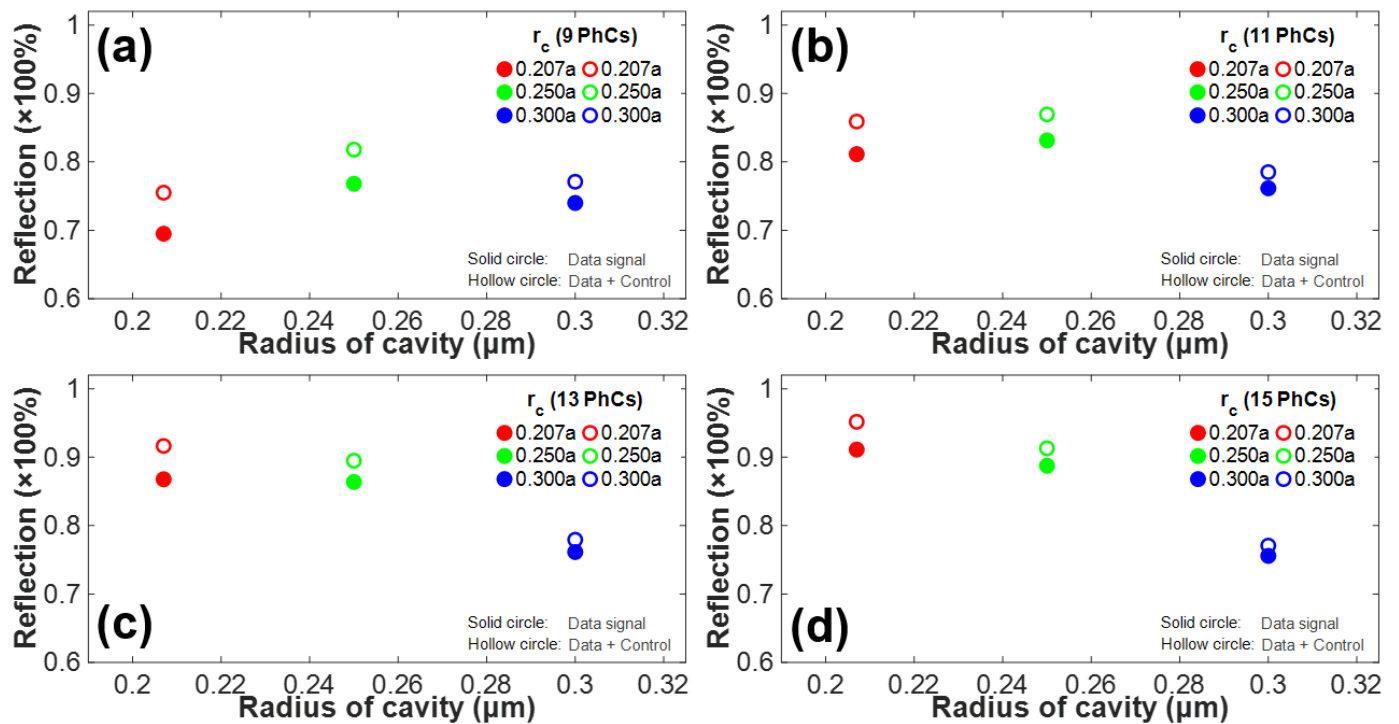 (a)
r_c (9 PhCs)
0.207a 0.207a
0.250a 0.250a
0.300a 0.300a
Solid circle: Data signal
Hollow circle: Data + Control
Reflection (×100%)
1
0.9
0.8
0.7
0.6
0.2 0.22 0.24 0.26 0.28 0.3 0.32
Radius of cavity (µm)
(b)
r_c (11 PhCs)
0.207a 0.207a
0.250a 0.250a
0.300a 0.300a
Solid circle: Data signal
Hollow circle: Data + Control
Reflection (×100%)
1
0.9
0.8
0.7
0.6
0.2 0.22 0.24 0.26 0.28 0.3 0.32
Radius of cavity (µm)
(c)
r_c (13 PhCs)
0.207a 0.207a
0.250a 0.250a
0.300a 0.300a
Solid circle: Data signal
Hollow circle: Data + Control
Reflection (×100%)
1
0.9
0.8
0.7
0.6
0.2 0.22 0.24 0.26 0.28 0.3 0.32
Radius of cavity (µm)
(d)
r_c (15 PhCs)
0.207a 0.207a
0.250a 0.250a
0.300a 0.300a
Solid circle: Data signal
Hollow circle: Data + Control
Reflection (×100%)
1
0.9
0.8
0.7
0.6
0.2 0.22 0.24 0.26 0.28 0.3 0.32
Radius of cavity (µm)